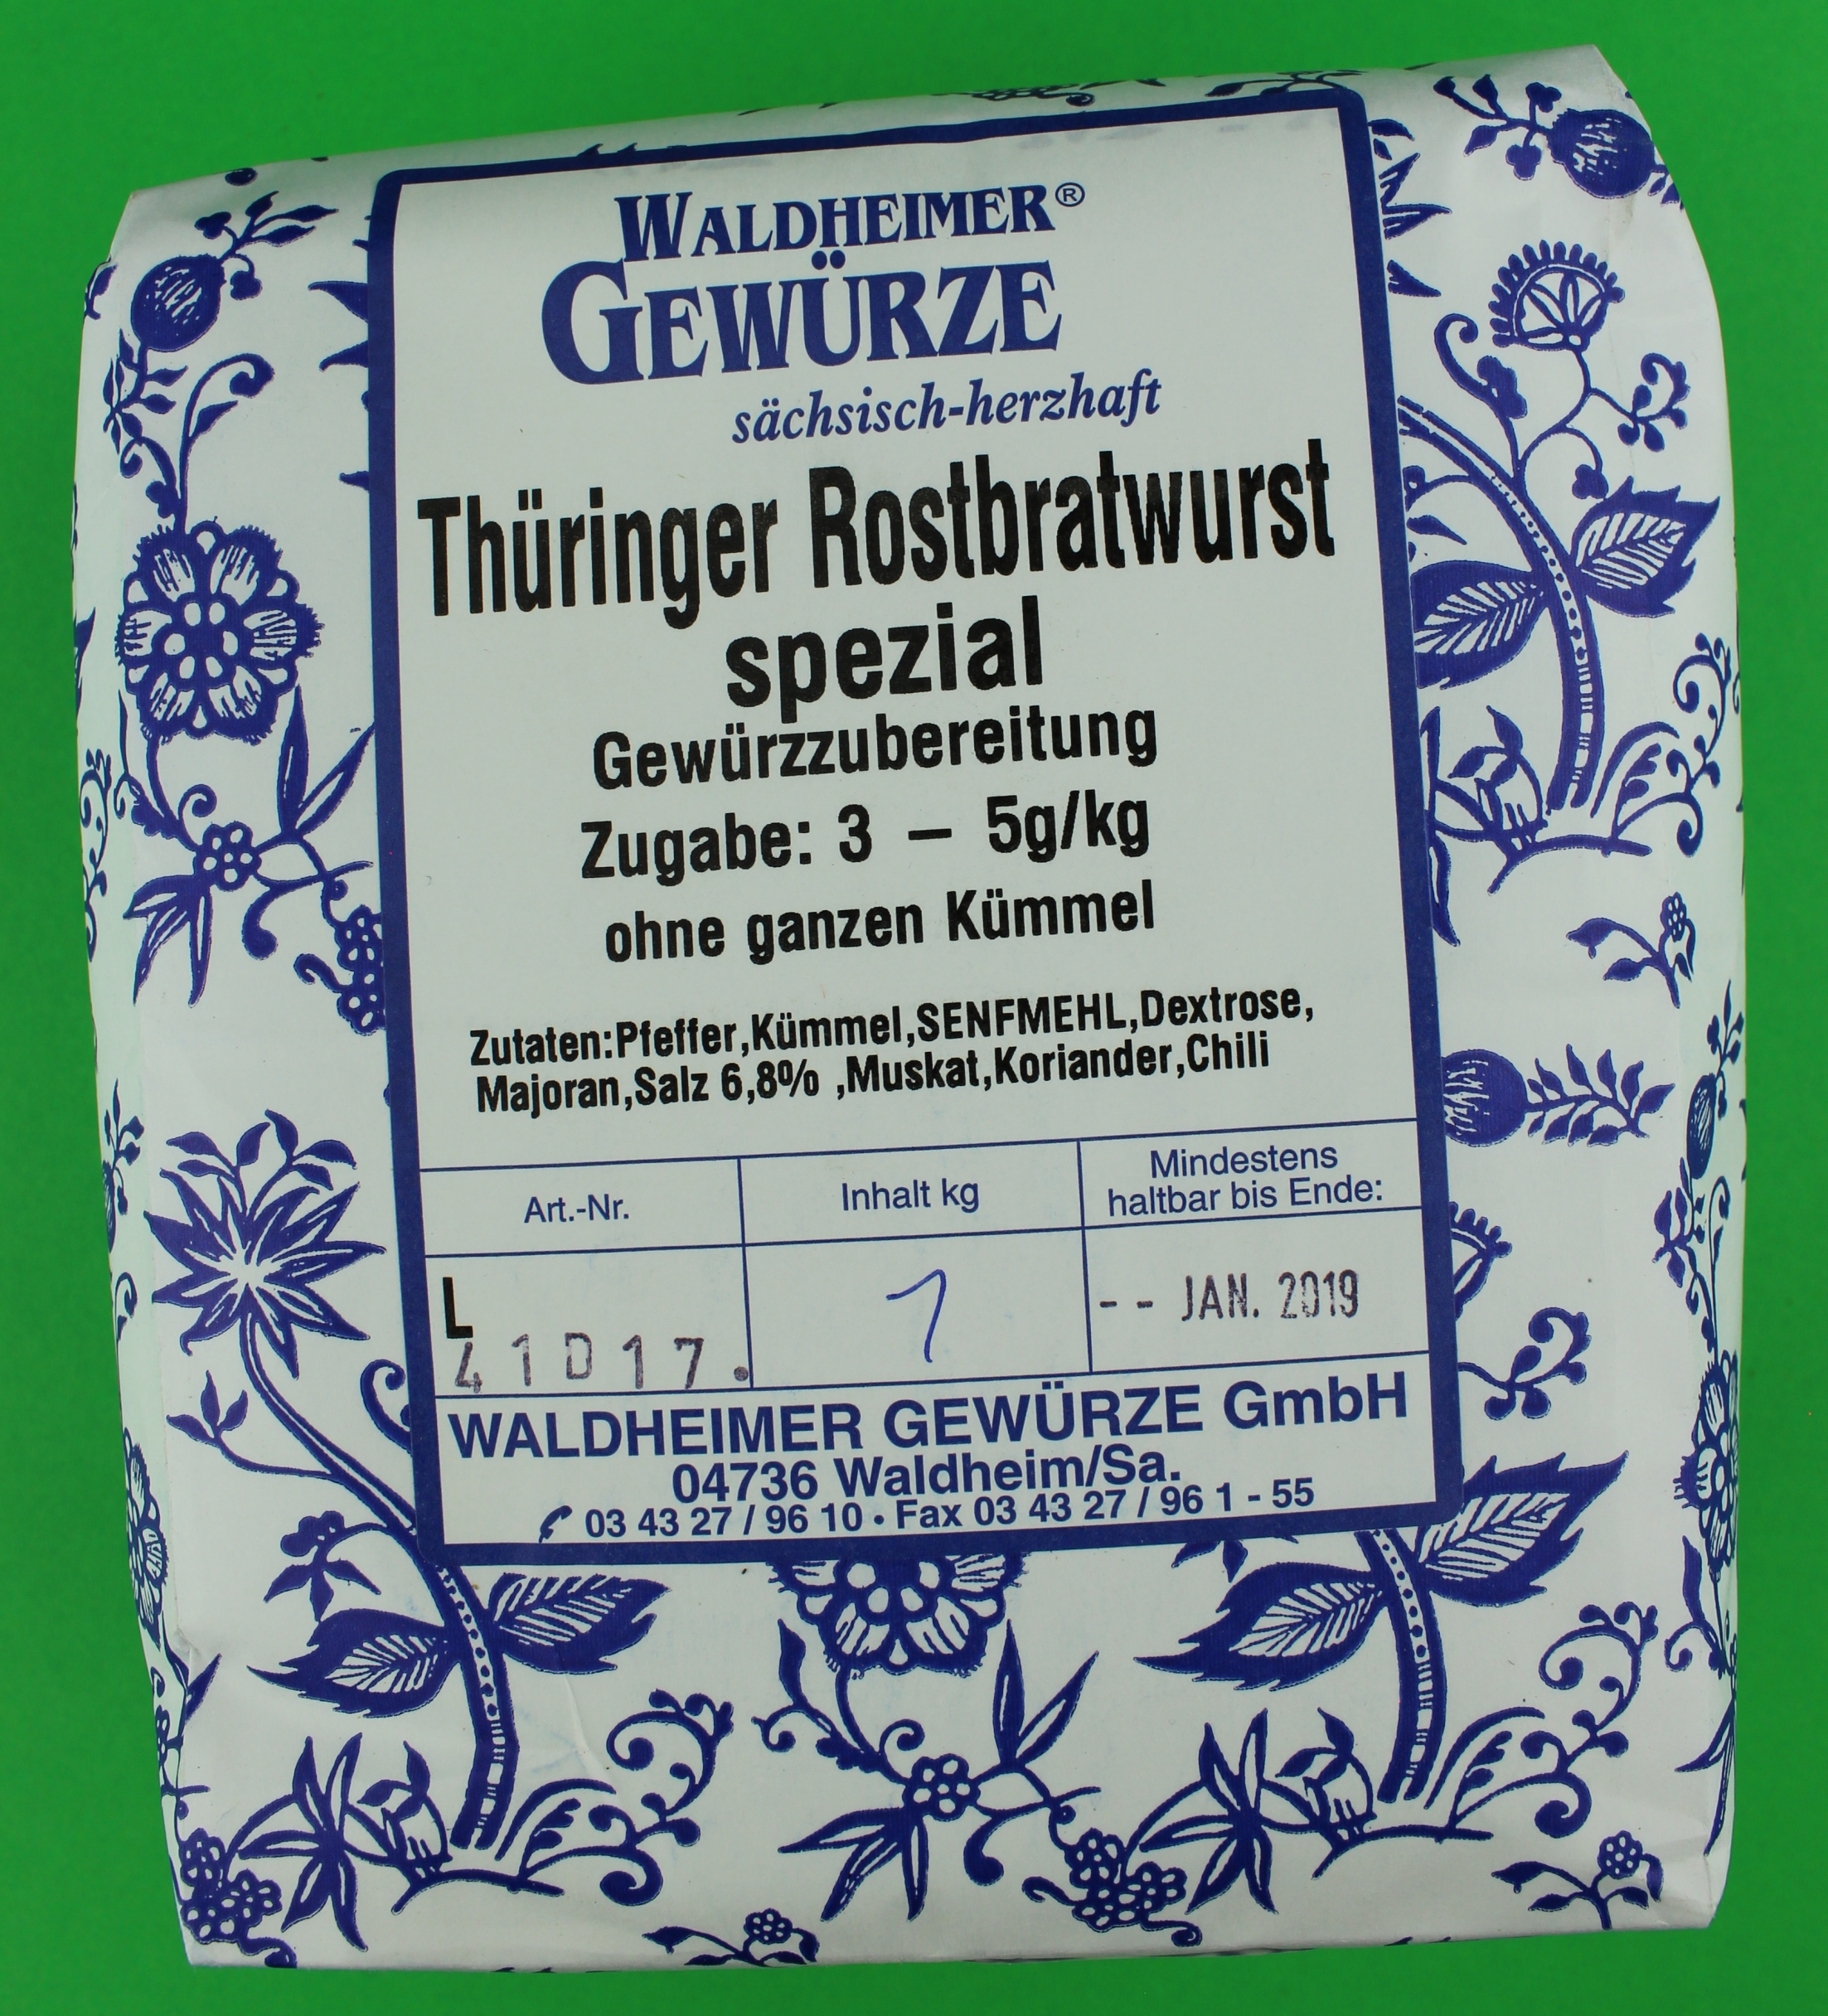 WALDHEIMER®
GEWÜRZE
sächsisch-herzhaft
Thüringer Rostbratwurst
spezial
Gewürzzubereitung
Zugabe: 3 – 5g/kg
ohne ganzen Kümmel
Zutaten:Pfeffer,Kümmel,SENFMEHL,Dextrose,
Majoran,Salz 6,8% ,Muskat,Koriander,Chili
Art.-Nr.
Inhalt kg
Mindestens
haltbar bis Ende:
L
41D17.
1
-- JAN. 2019
WALDHEIMER GEWÜRZE GmbH
04736 Waldheim/Sa.
03 43 27 / 96 10 • Fax 03 43 27 / 96 1 - 55